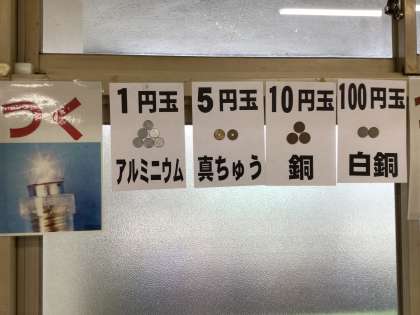 つく
1円玉
アルミニウム
5円玉
真ちゅう
10円玉
銅
100円玉
白銅